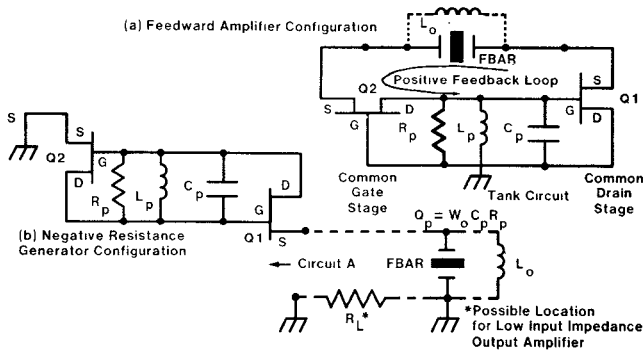 (a) Feedward Amplifier Configuration
Lo
FBAR
Positive Feedback Loop
Q2
S
D
G
Rp
Lp
Cp
S
Q1
G
D
Common
Gate
Stage
Tank Circuit
Common
Drain
Stage
S
S
Q2
G
D
Rp
Lp
Cp
D
G
Q1
S
(b) Negative Resistance
Generator Configuration
Qp = WoCpRp
Circuit A
FBAR
Lo
RL*
*Possible Location
for Low Input Impedance
Output Amplifier